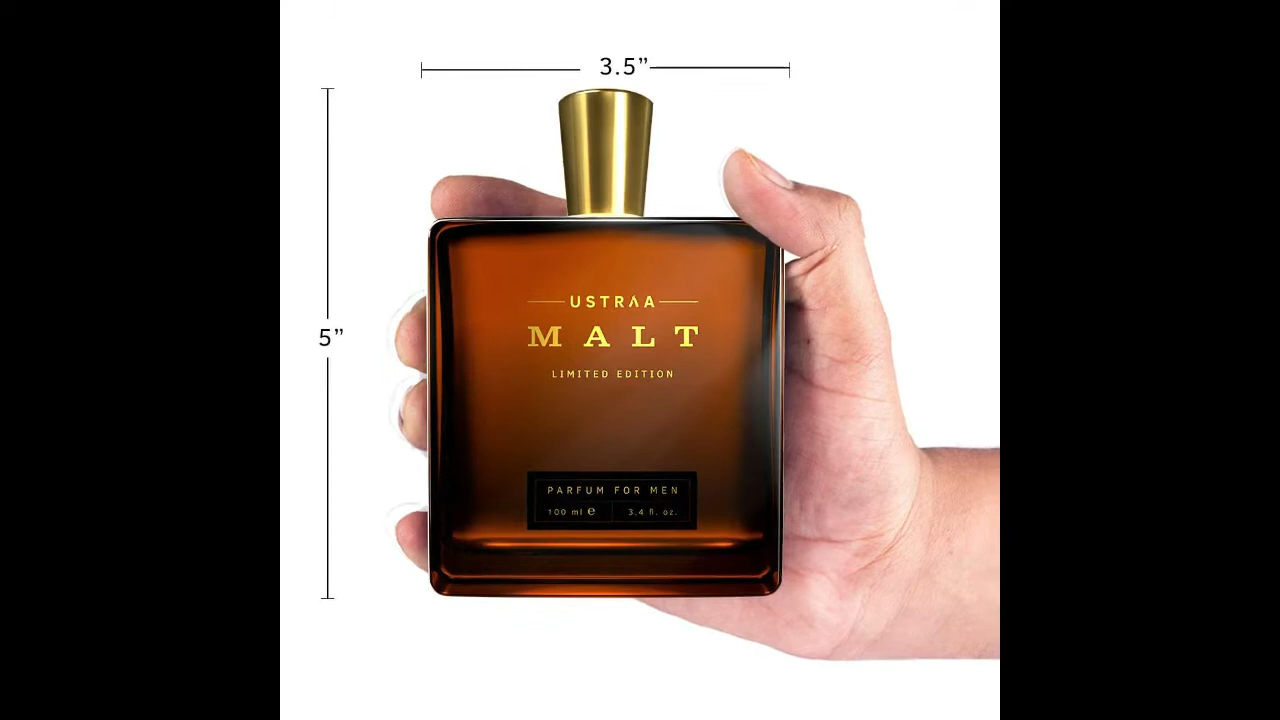 3.5”
5”
USTRAA
MALT
LIMITED EDITION
PARFUM FOR MEN
100 ml ℮
3.4 fl. oz.